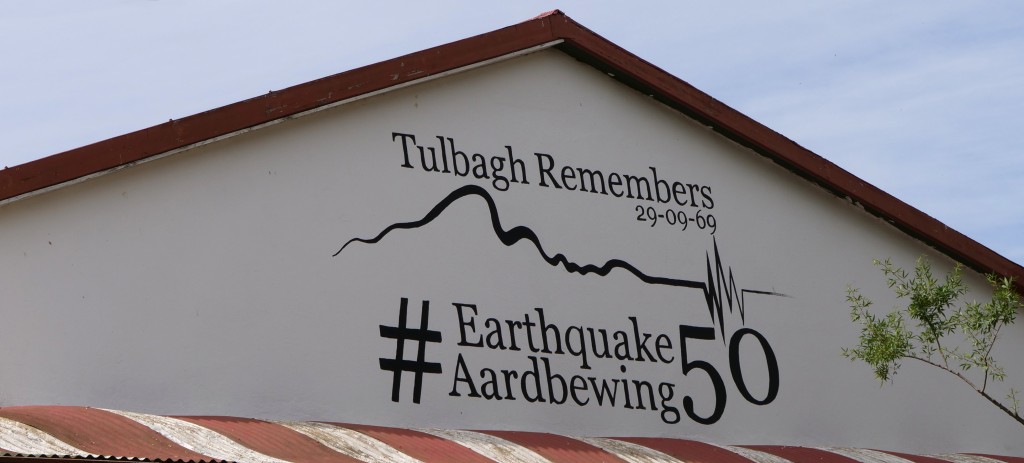 Tulbagh Remembers
29-09-69
# Earthquake 50
Aardbewing